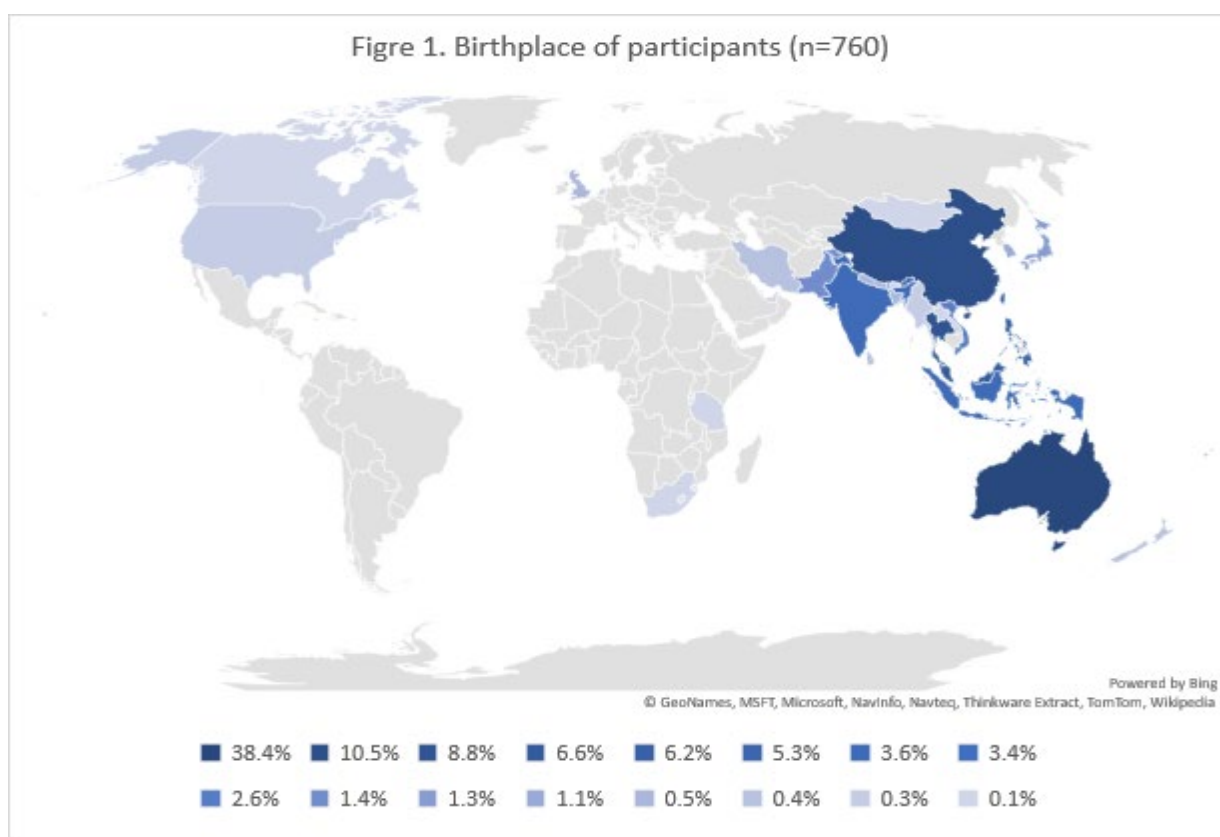 Figre 1. Birthplace of participants (n=760)
Powered by Bing
© GeoNames, MSFT, Microsoft, NavInfo, Navteq, Thinkware Extract, TomTom, Wikipedia
38.4% 10.5% 8.8% 6.6% 6.2% 5.3% 3.6% 3.4%
2.6% 1.4% 1.3% 1.1% 0.5% 0.4% 0.3% 0.1%